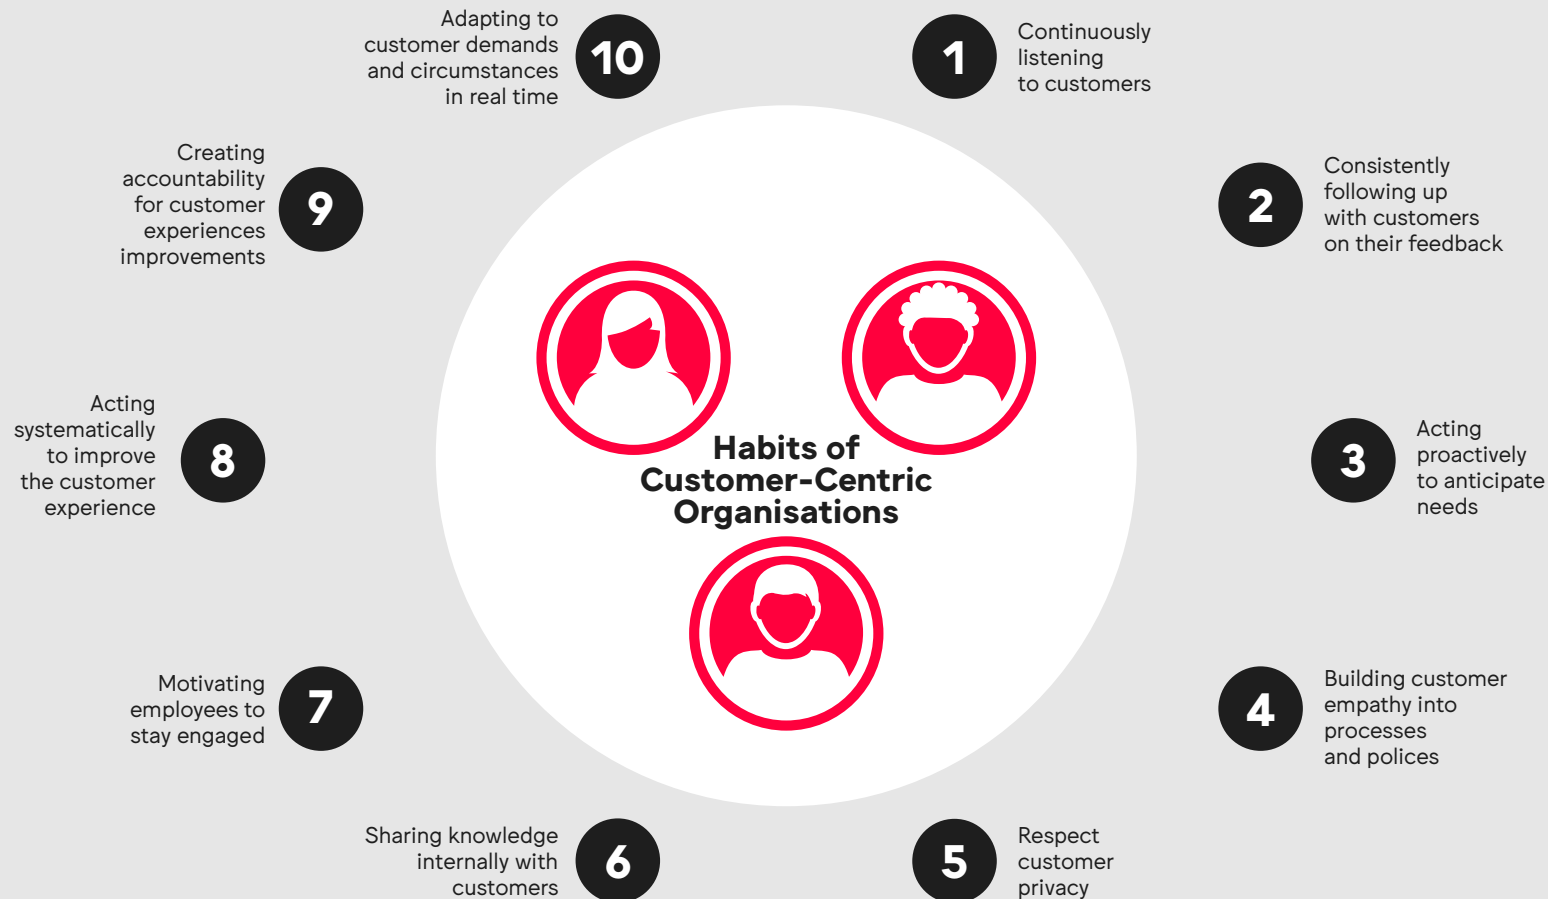 Habits of
Customer-Centric
Organisations
1
Continuously
listening
to customers
2
Consistently
following up
with customers
on their feedback
3
Acting
proactively
to anticipate
needs
4
Building customer
empathy into
processes
and polices
5
Respect
customer
privacy
6
Sharing knowledge
internally with
customers
7
Motivating
employees to
stay engaged
8
Acting
systematically
to improve
the customer
experience
9
Creating
accountability
for customer
experiences
improvements
10
Adapting to
customer demands
and circumstances
in real time